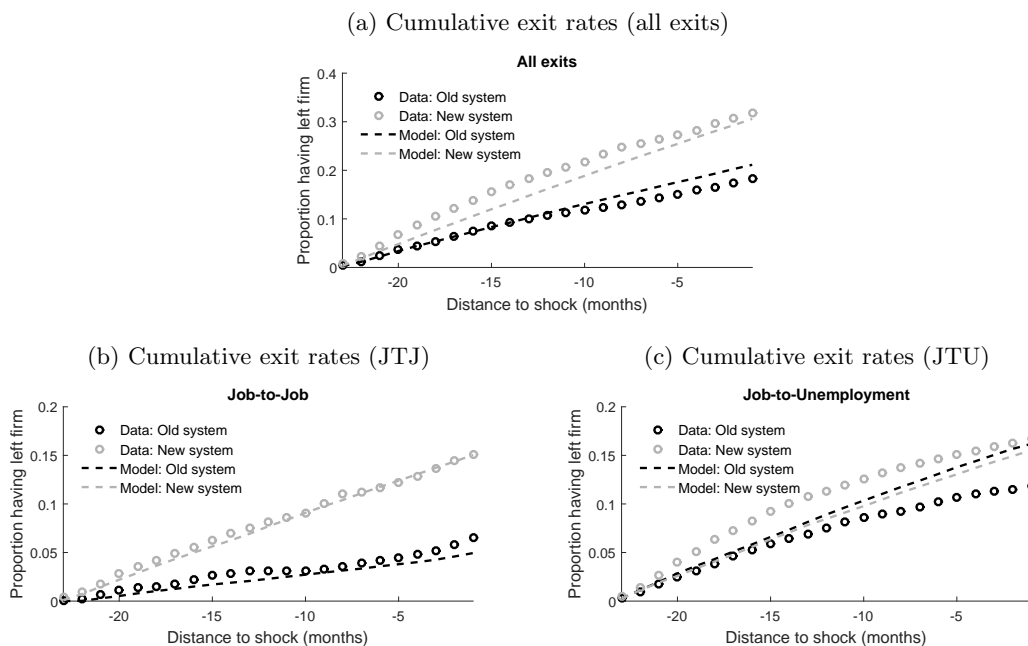 (a) Cumulative exit rates (all exits)
All exits
Proportion having left firm
0.4
0.3
0.2
0.1
0
Data: Old system
Data: New system
Model: Old system
Model: New system
-20
-15
-10
-5
Distance to shock (months)
(b) Cumulative exit rates (JTJ)
Job-to-Job
Proportion having left firm
0.2
0.15
0.1
0.05
0
Data: Old system
Data: New system
Model: Old system
Model: New system
-20
-15
-10
-5
Distance to shock (months)
(c) Cumulative exit rates (JTU)
Job-to-Unemployment
Proportion having left firm
0.2
0.15
0.1
0.05
0
Data: Old system
Data: New system
Model: Old system
Model: New system
-20
-15
-10
-5
Distance to shock (months)